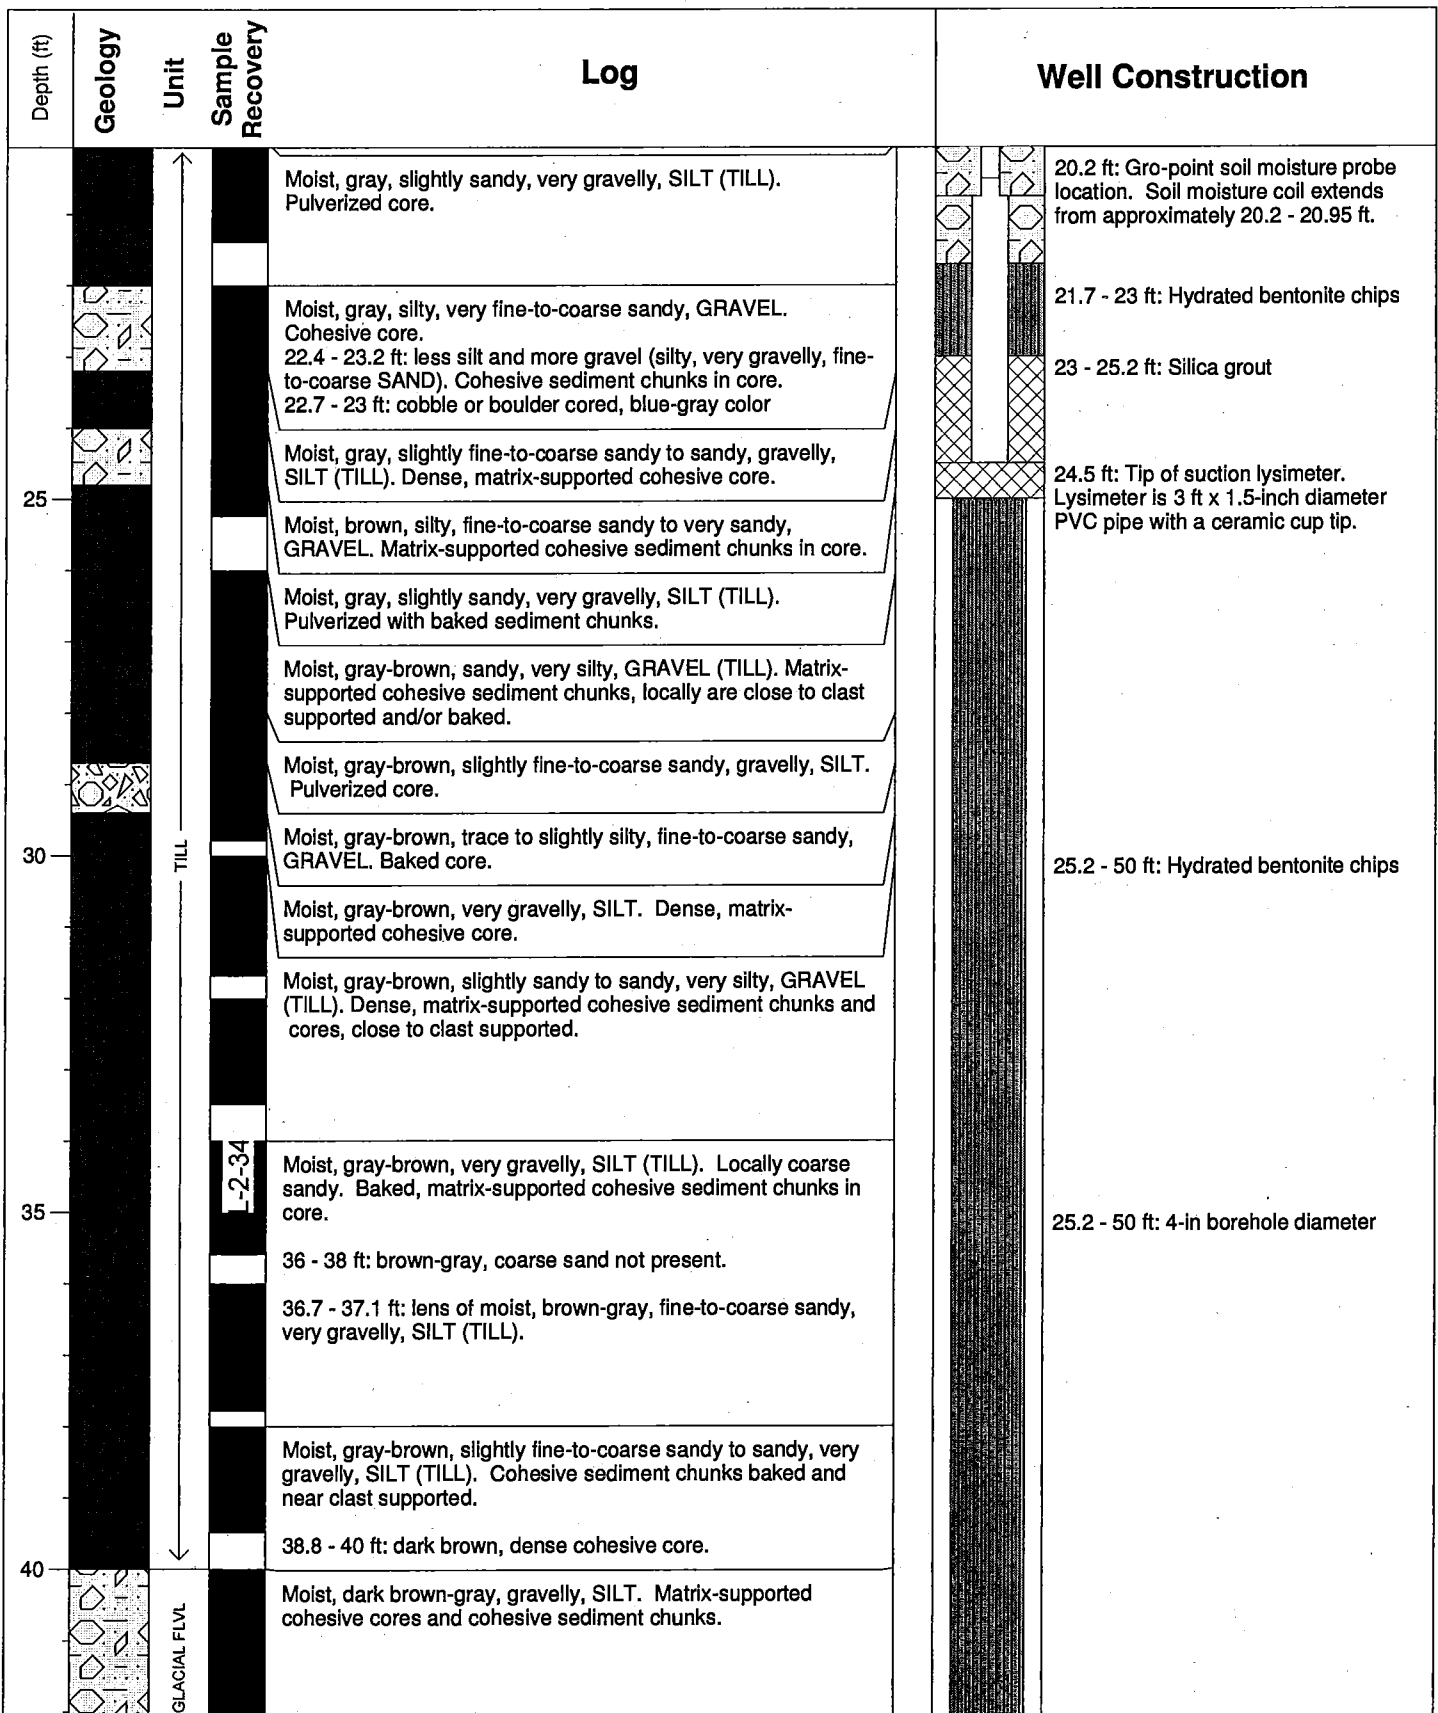 Depth (ft)
Geology
Unit
Sample
Recovery
Log
Well Construction
Moist, gray, slightly sandy, very gravelly, SILT (TILL).
Pulverized core.
20.2 ft: Gro-point soil moisture probe
location. Soil moisture coil extends
from approximately 20.2 - 20.95 ft.
Moist, gray, silty, very fine-to-coarse sandy, GRAVEL.
Cohesive core.
22.4 - 23.2 ft: less silt and more gravel (silty, very gravelly, fine-
to-coarse SAND). Cohesive sediment chunks in core.
22.7 - 23 ft: cobble or boulder cored, blue-gray color
21.7 - 23 ft: Hydrated bentonite chips
23 - 25.2 ft: Silica grout
Moist, gray, slightly fine-to-coarse sandy to sandy, gravelly,
SILT (TILL). Dense, matrix-supported cohesive core.
24.5 ft: Tip of suction lysimeter.
Lysimeter is 3 ft x 1.5-inch diameter
PVC pipe with a ceramic cup tip.
25
Moist, brown, silty, fine-to-coarse sandy to very sandy,
GRAVEL. Matrix-supported cohesive sediment chunks in core.
Moist, gray, slightly sandy, very gravelly, SILT (TILL).
Pulverized with baked sediment chunks.
Moist, gray-brown, sandy, very silty, GRAVEL (TILL). Matrix-
supported cohesive sediment chunks, locally are close to clast
supported and/or baked.
Moist, gray-brown, slightly fine-to-coarse sandy, gravelly, SILT.
Pulverized core.
Moist, gray-brown, trace to slightly silty, fine-to-coarse sandy,
GRAVEL. Baked core.
30
TILL
25.2 - 50 ft: Hydrated bentonite chips
Moist, gray-brown, very gravelly, SILT. Dense, matrix-
supported cohesive core.
Moist, gray-brown, slightly sandy to sandy, very silty, GRAVEL
(TILL). Dense, matrix-supported cohesive sediment chunks and
cores, close to clast supported.
L-2-34
Moist, gray-brown, very gravelly, SILT (TILL). Locally coarse
sandy. Baked, matrix-supported cohesive sediment chunks in
core.
35
25.2 - 50 ft: 4-in borehole diameter
36 - 38 ft: brown-gray, coarse sand not present.
36.7 - 37.1 ft: lens of moist, brown-gray, fine-to-coarse sandy,
very gravelly, SILT (TILL).
Moist, gray-brown, slightly fine-to-coarse sandy to sandy, very
gravelly, SILT (TILL). Cohesive sediment chunks baked and
near clast supported.
38.8 - 40 ft: dark brown, dense cohesive core.
40
Moist, dark brown-gray, gravelly, SILT. Matrix-supported
cohesive cores and cohesive sediment chunks.
GLACIAL FLVL